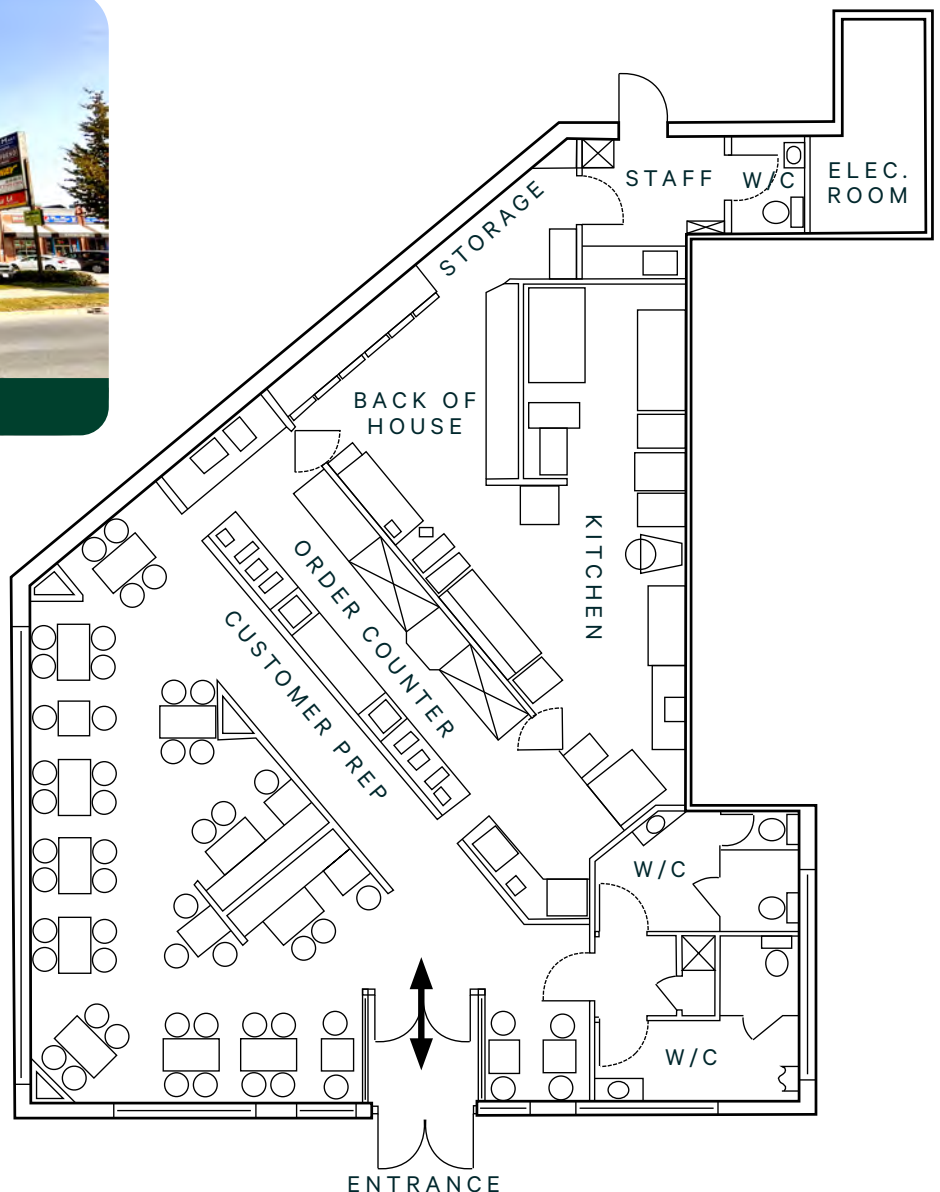 STAFF
W/C
ELEC.
ROOM
STORAGE
BACK OF
HOUSE
KITCHEN
ORDER COUNTER
CUSTOMER PREP
W/C
W/C
ENTRANCE